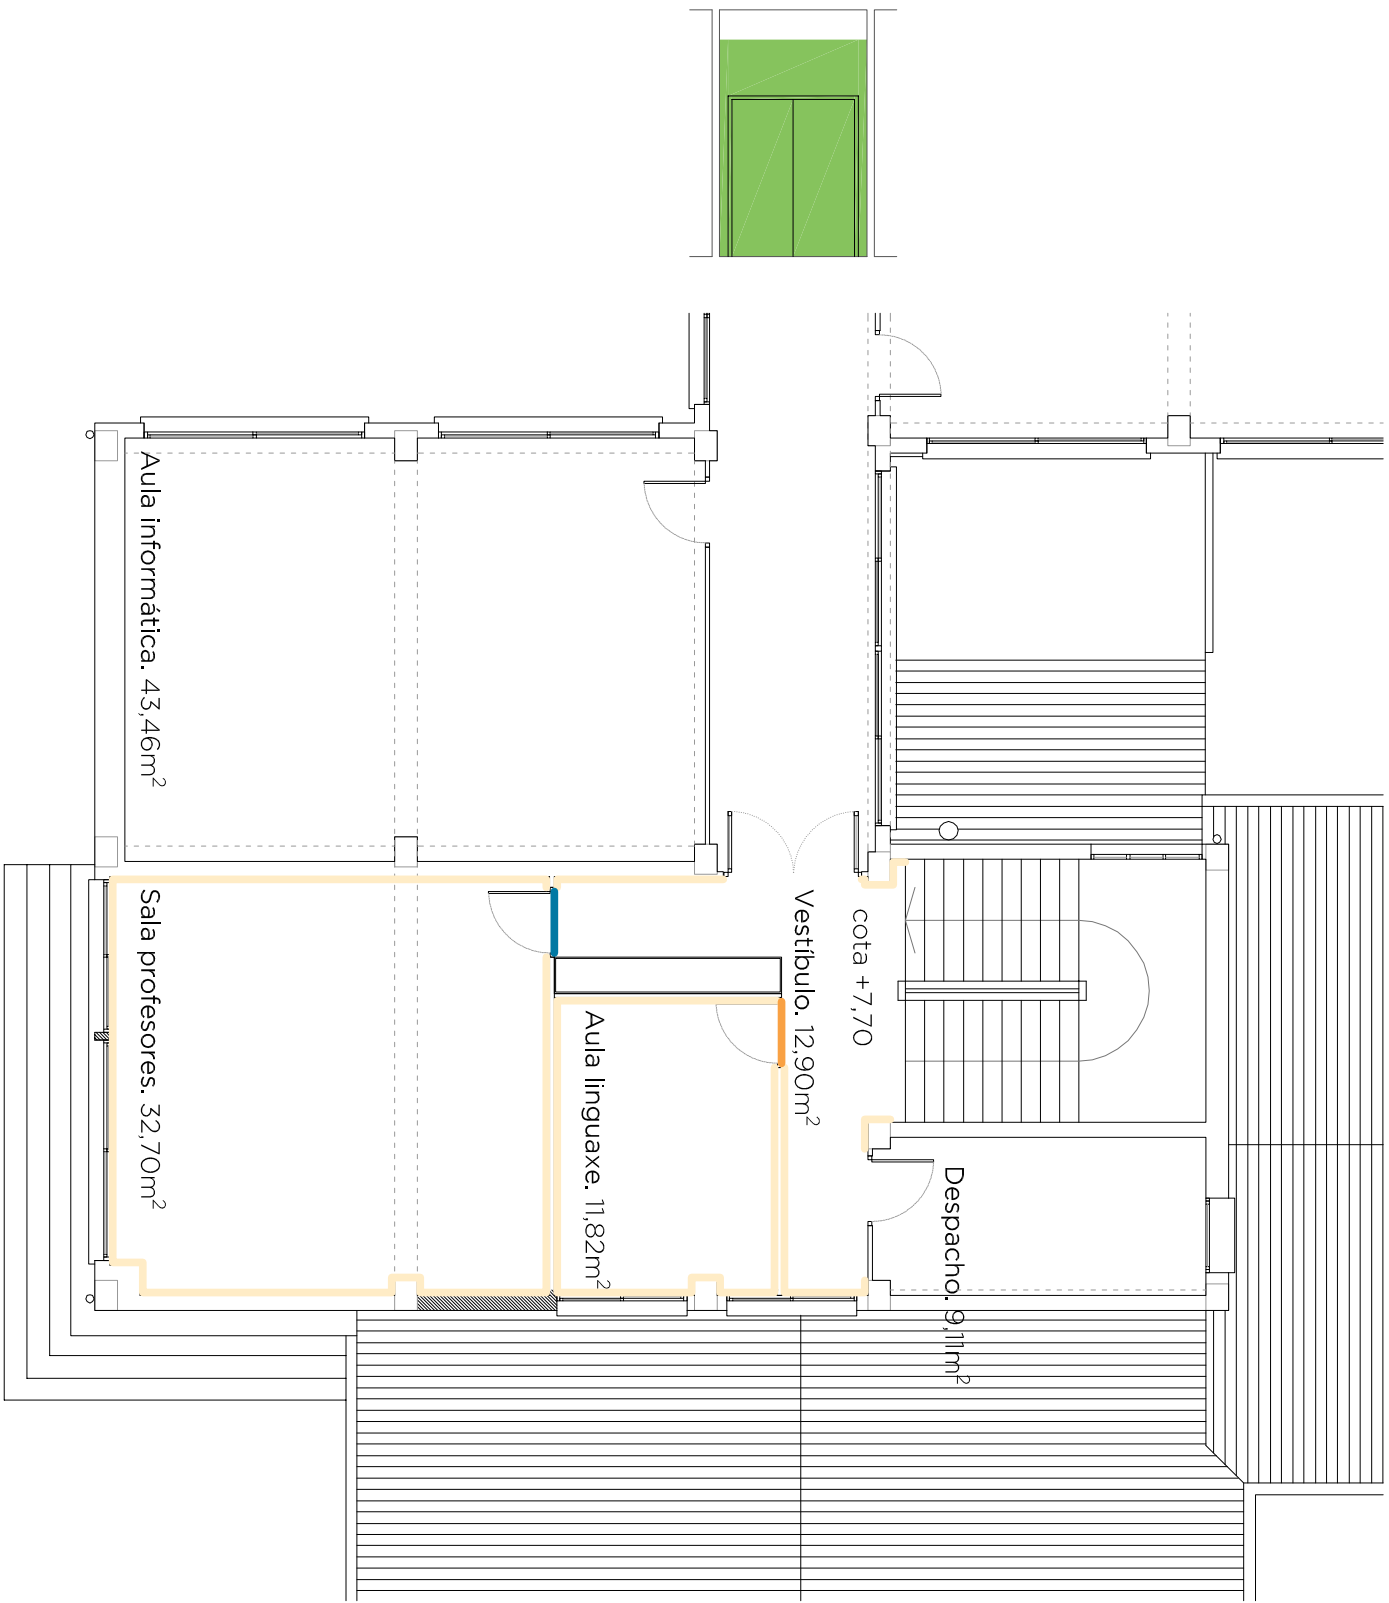 Aula informática. 43,46m²
Sala profesores. 32,70m²
Aula linguaxe. 11,82m²
Vestíbulo. 12,90m²
cota +7,70
Despacho. 9,11m²